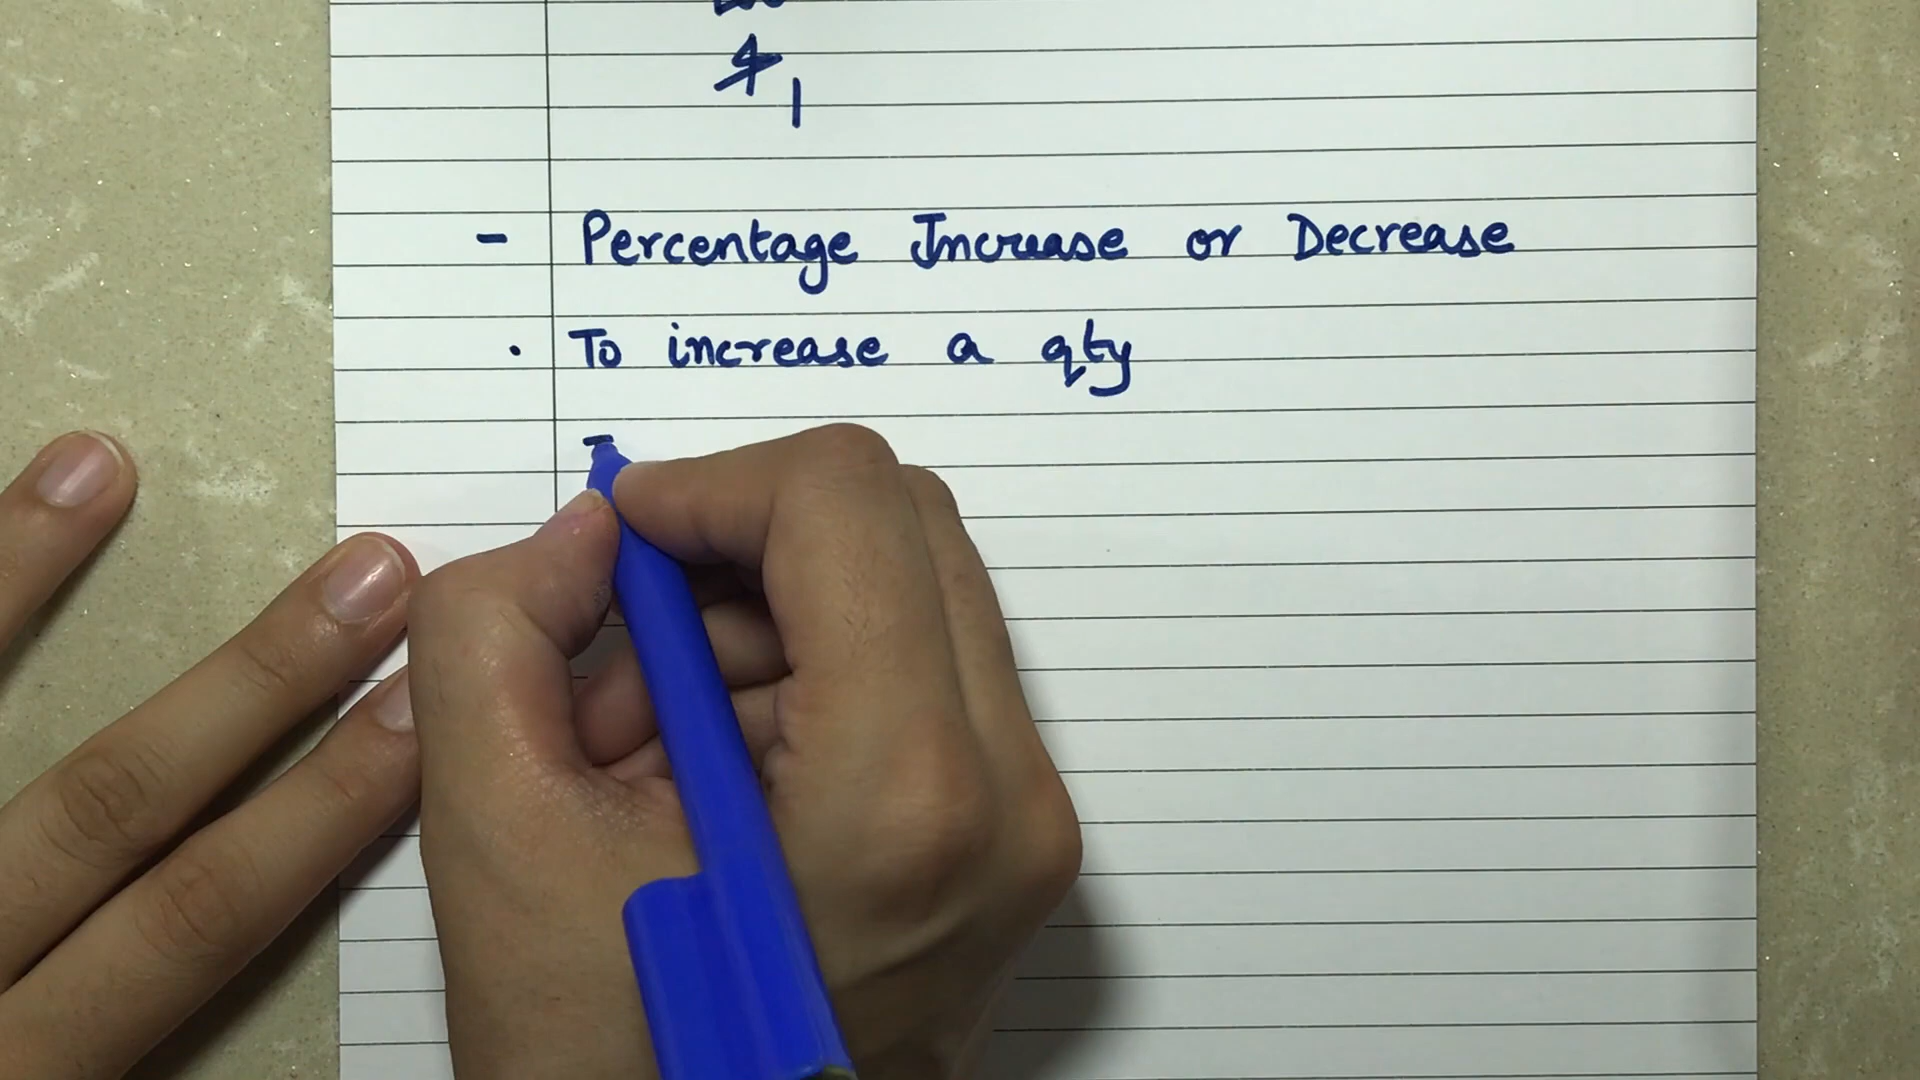 4
1
- Percentage Increase or Decrease
· To increase a qty